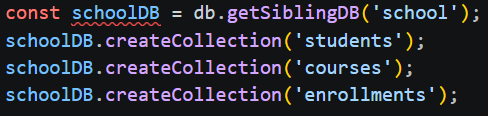 const schoolDB = db.getSiblingDB('school');
schoolDB.createCollection('students');
schoolDB.createCollection('courses');
schoolDB.createCollection('enrollments');